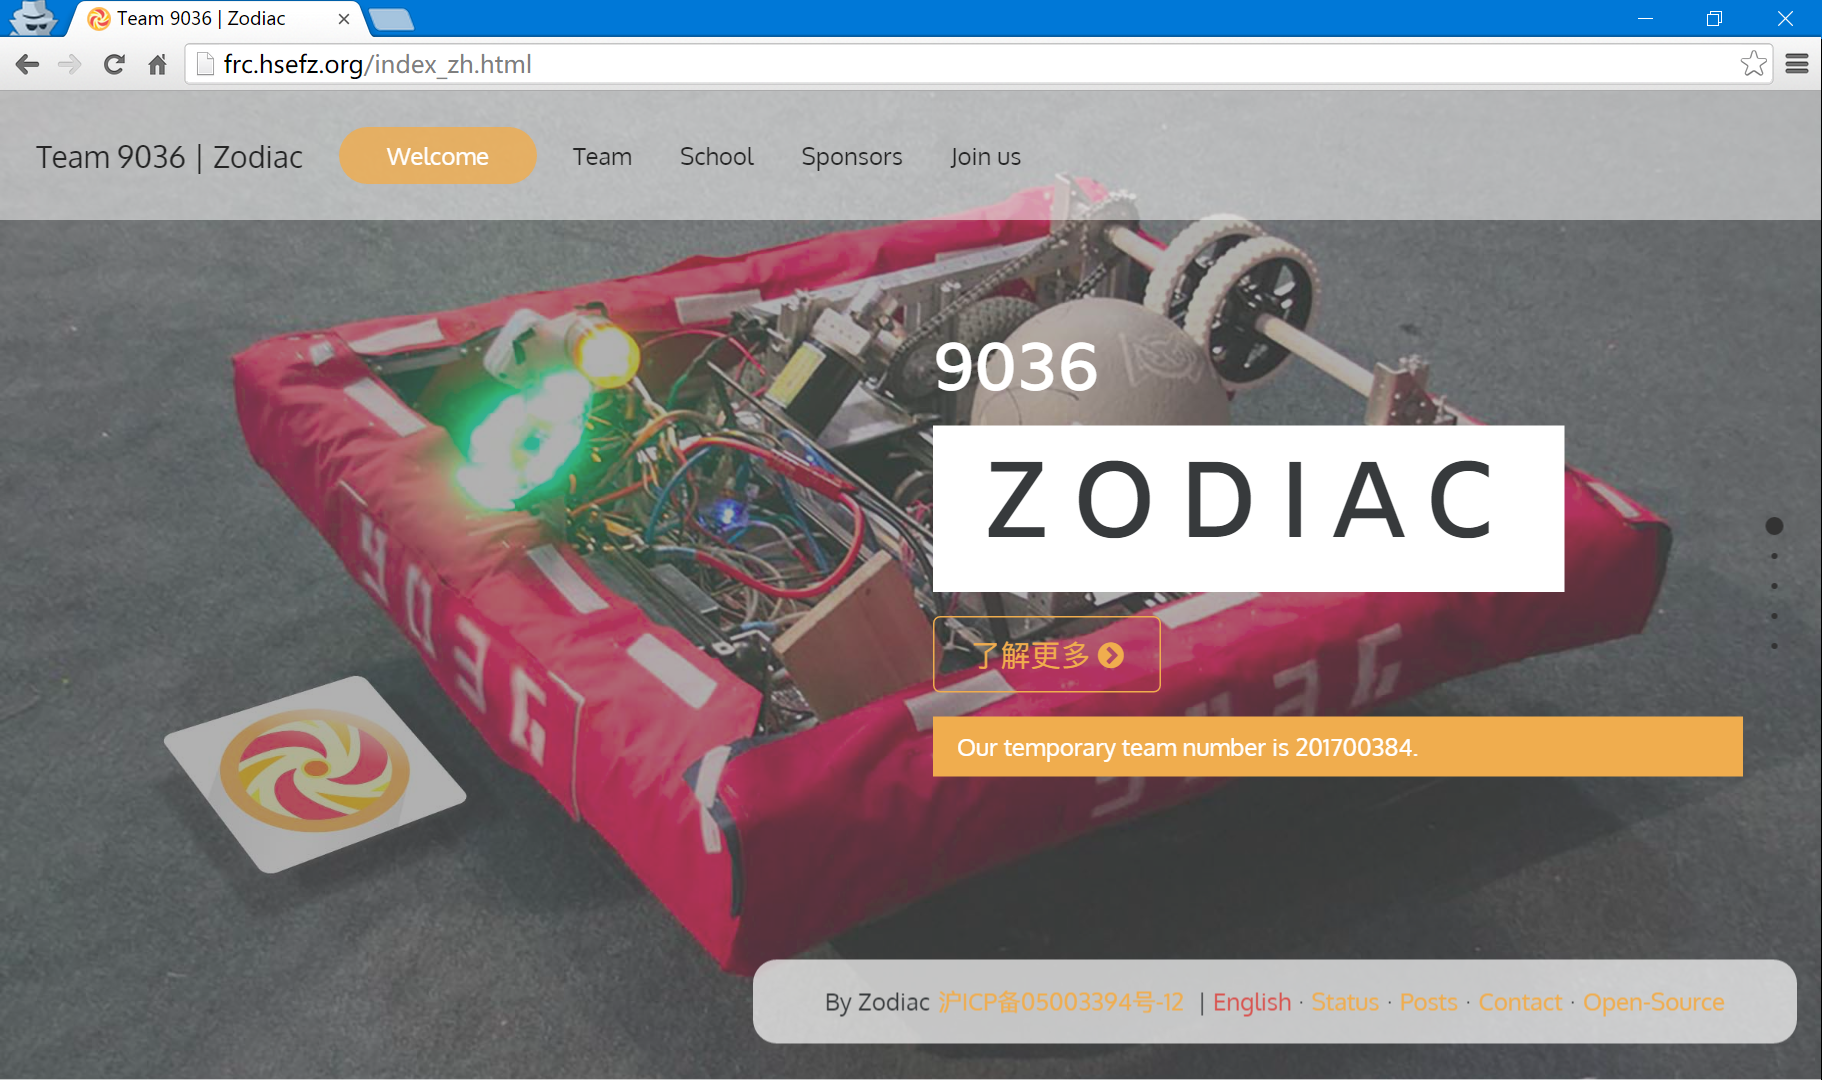 Team 9036 | Zodiac
frc.hsefz.org/index_zh.html
Team 9036 | Zodiac Welcome Team School Sponsors Join us
9036
ZODIAC
了解更多
Our temporary team number is 201700384.
9036
9036
By Zodiac 沪ICP备05003394号-12 | English · Status · Posts · Contact · Open-Source